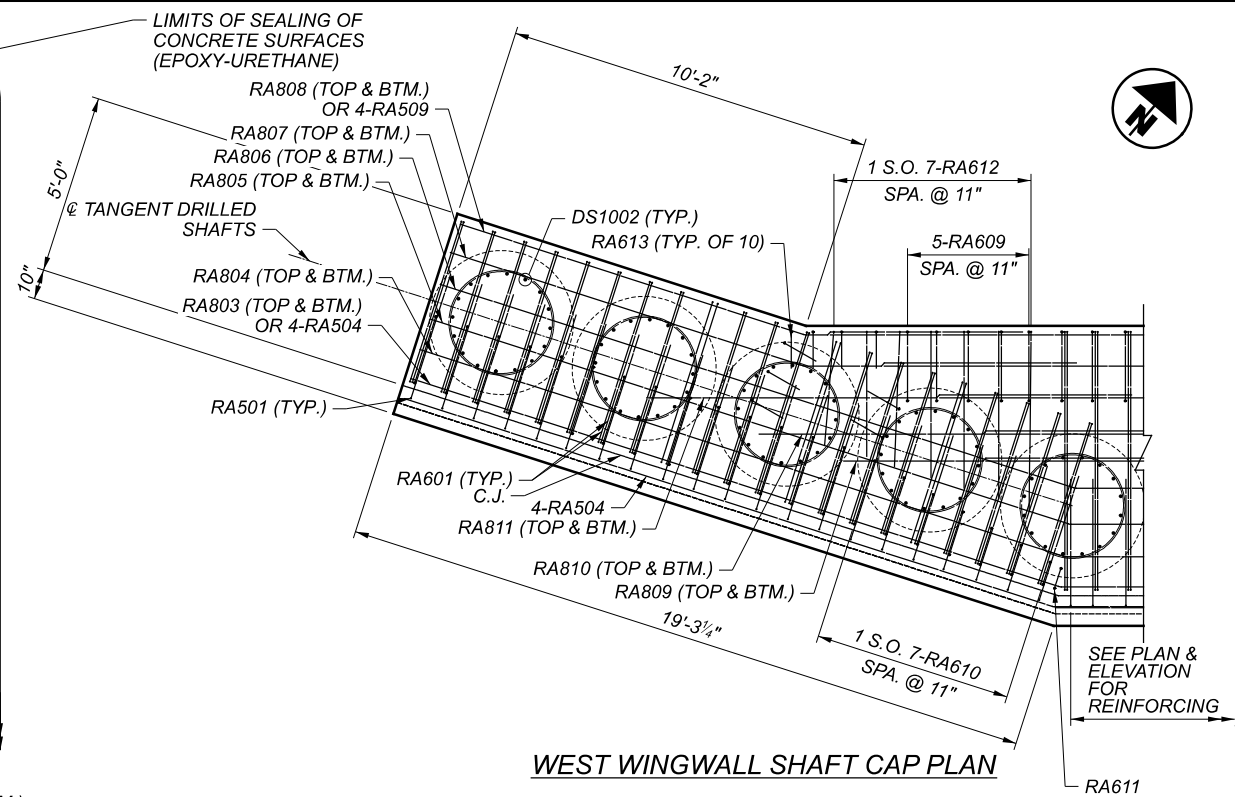 LIMITS OF SEALING OF
CONCRETE SURFACES
(EPOXY-URETHANE)
RA808 (TOP & BTM.)
OR 4-RA509
RA807 (TOP & BTM.)
RA806 (TOP & BTM.)
RA805 (TOP & BTM.)
℄ TANGENT DRILLED
SHAFTS
RA804 (TOP & BTM.)
RA803 (TOP & BTM.)
OR 4-RA504
RA501 (TYP.)
5'-0"
10"
10'-2"
N
DS1002 (TYP.)
RA613 (TYP. OF 10)
1 S.O. 7-RA612
SPA. @ 11"
5-RA609
SPA. @ 11"
RA601 (TYP.)
C.J.
4-RA504
RA811 (TOP & BTM.)
RA810 (TOP & BTM.)
RA809 (TOP & BTM.)
19'-3¼"
1 S.O. 7-RA610
SPA. @ 11"
SEE PLAN &
ELEVATION
FOR
REINFORCING
RA611
WEST WINGWALL SHAFT CAP PLAN